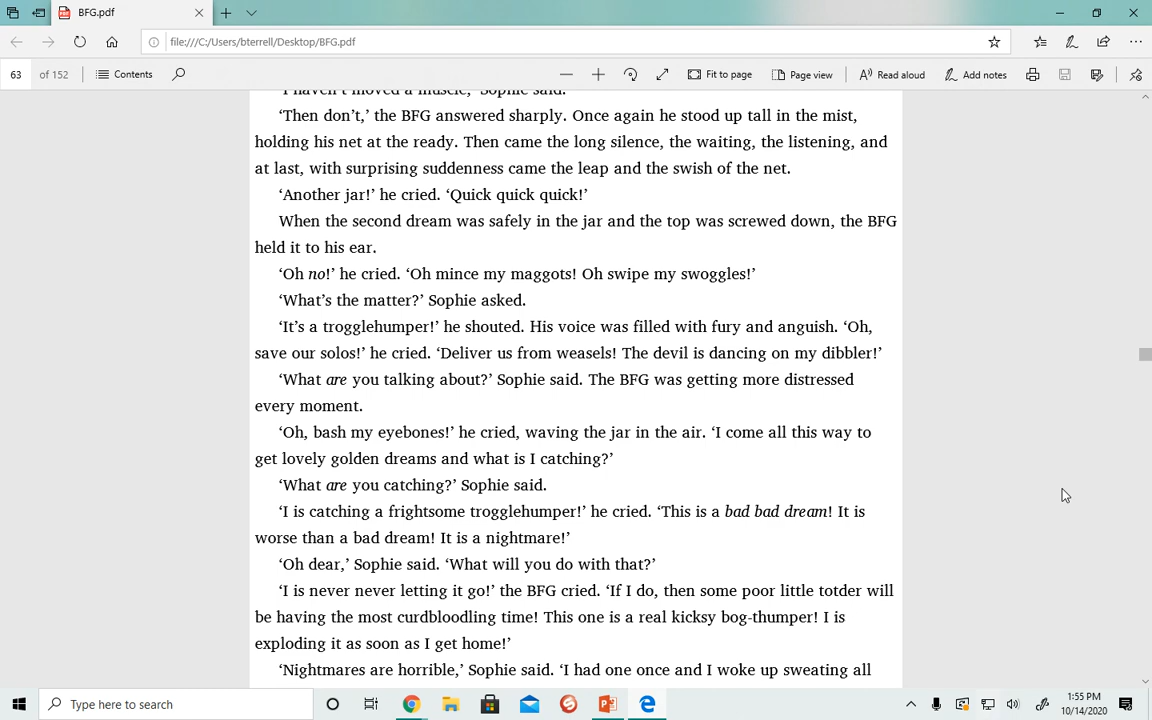 BFG.pdf
file:///C:/Users/bterrell/Desktop/BFG.pdf
63 of 152 Contents Fit to page Page view Read aloud Add notes
‘I haven't moved a muscle,’ Sophie said.
‘Then don’t,’ the BFG answered sharply. Once again he stood up tall in the mist,
holding his net at the ready. Then came the long silence, the waiting, the listening, and
at last, with surprising suddenness came the leap and the swish of the net.
‘Another jar!’ he cried. ‘Quick quick quick!’
When the second dream was safely in the jar and the top was screwed down, the BFG
held it to his ear.
‘Oh no!’ he cried. ‘Oh mince my maggots! Oh swipe my swoggles!’
‘What’s the matter?’ Sophie asked.
‘It’s a trogglehumper!’ he shouted. His voice was filled with fury and anguish. ‘Oh,
save our solos!’ he cried. ‘Deliver us from weasels! The devil is dancing on my dibbler!’
‘What are you talking about?’ Sophie said. The BFG was getting more distressed
every moment.
‘Oh, bash my eyebones!’ he cried, waving the jar in the air. ‘I come all this way to
get lovely golden dreams and what is I catching?’
‘What are you catching?’ Sophie said.
‘I is catching a frightsome trogglehumper!’ he cried. ‘This is a bad bad dream! It is
worse than a bad dream! It is a nightmare!’
‘Oh dear,’ Sophie said. ‘What will you do with that?’
‘I is never never letting it go!’ the BFG cried. ‘If I do, then some poor little totder will
be having the most curdbloodling time! This one is a real kicksy bog-thumper! I is
exploding it as soon as I get home!’
‘Nightmares are horrible,’ Sophie said. ‘I had one once and I woke up sweating all
Type here to search
1:55 PM
10/14/2020